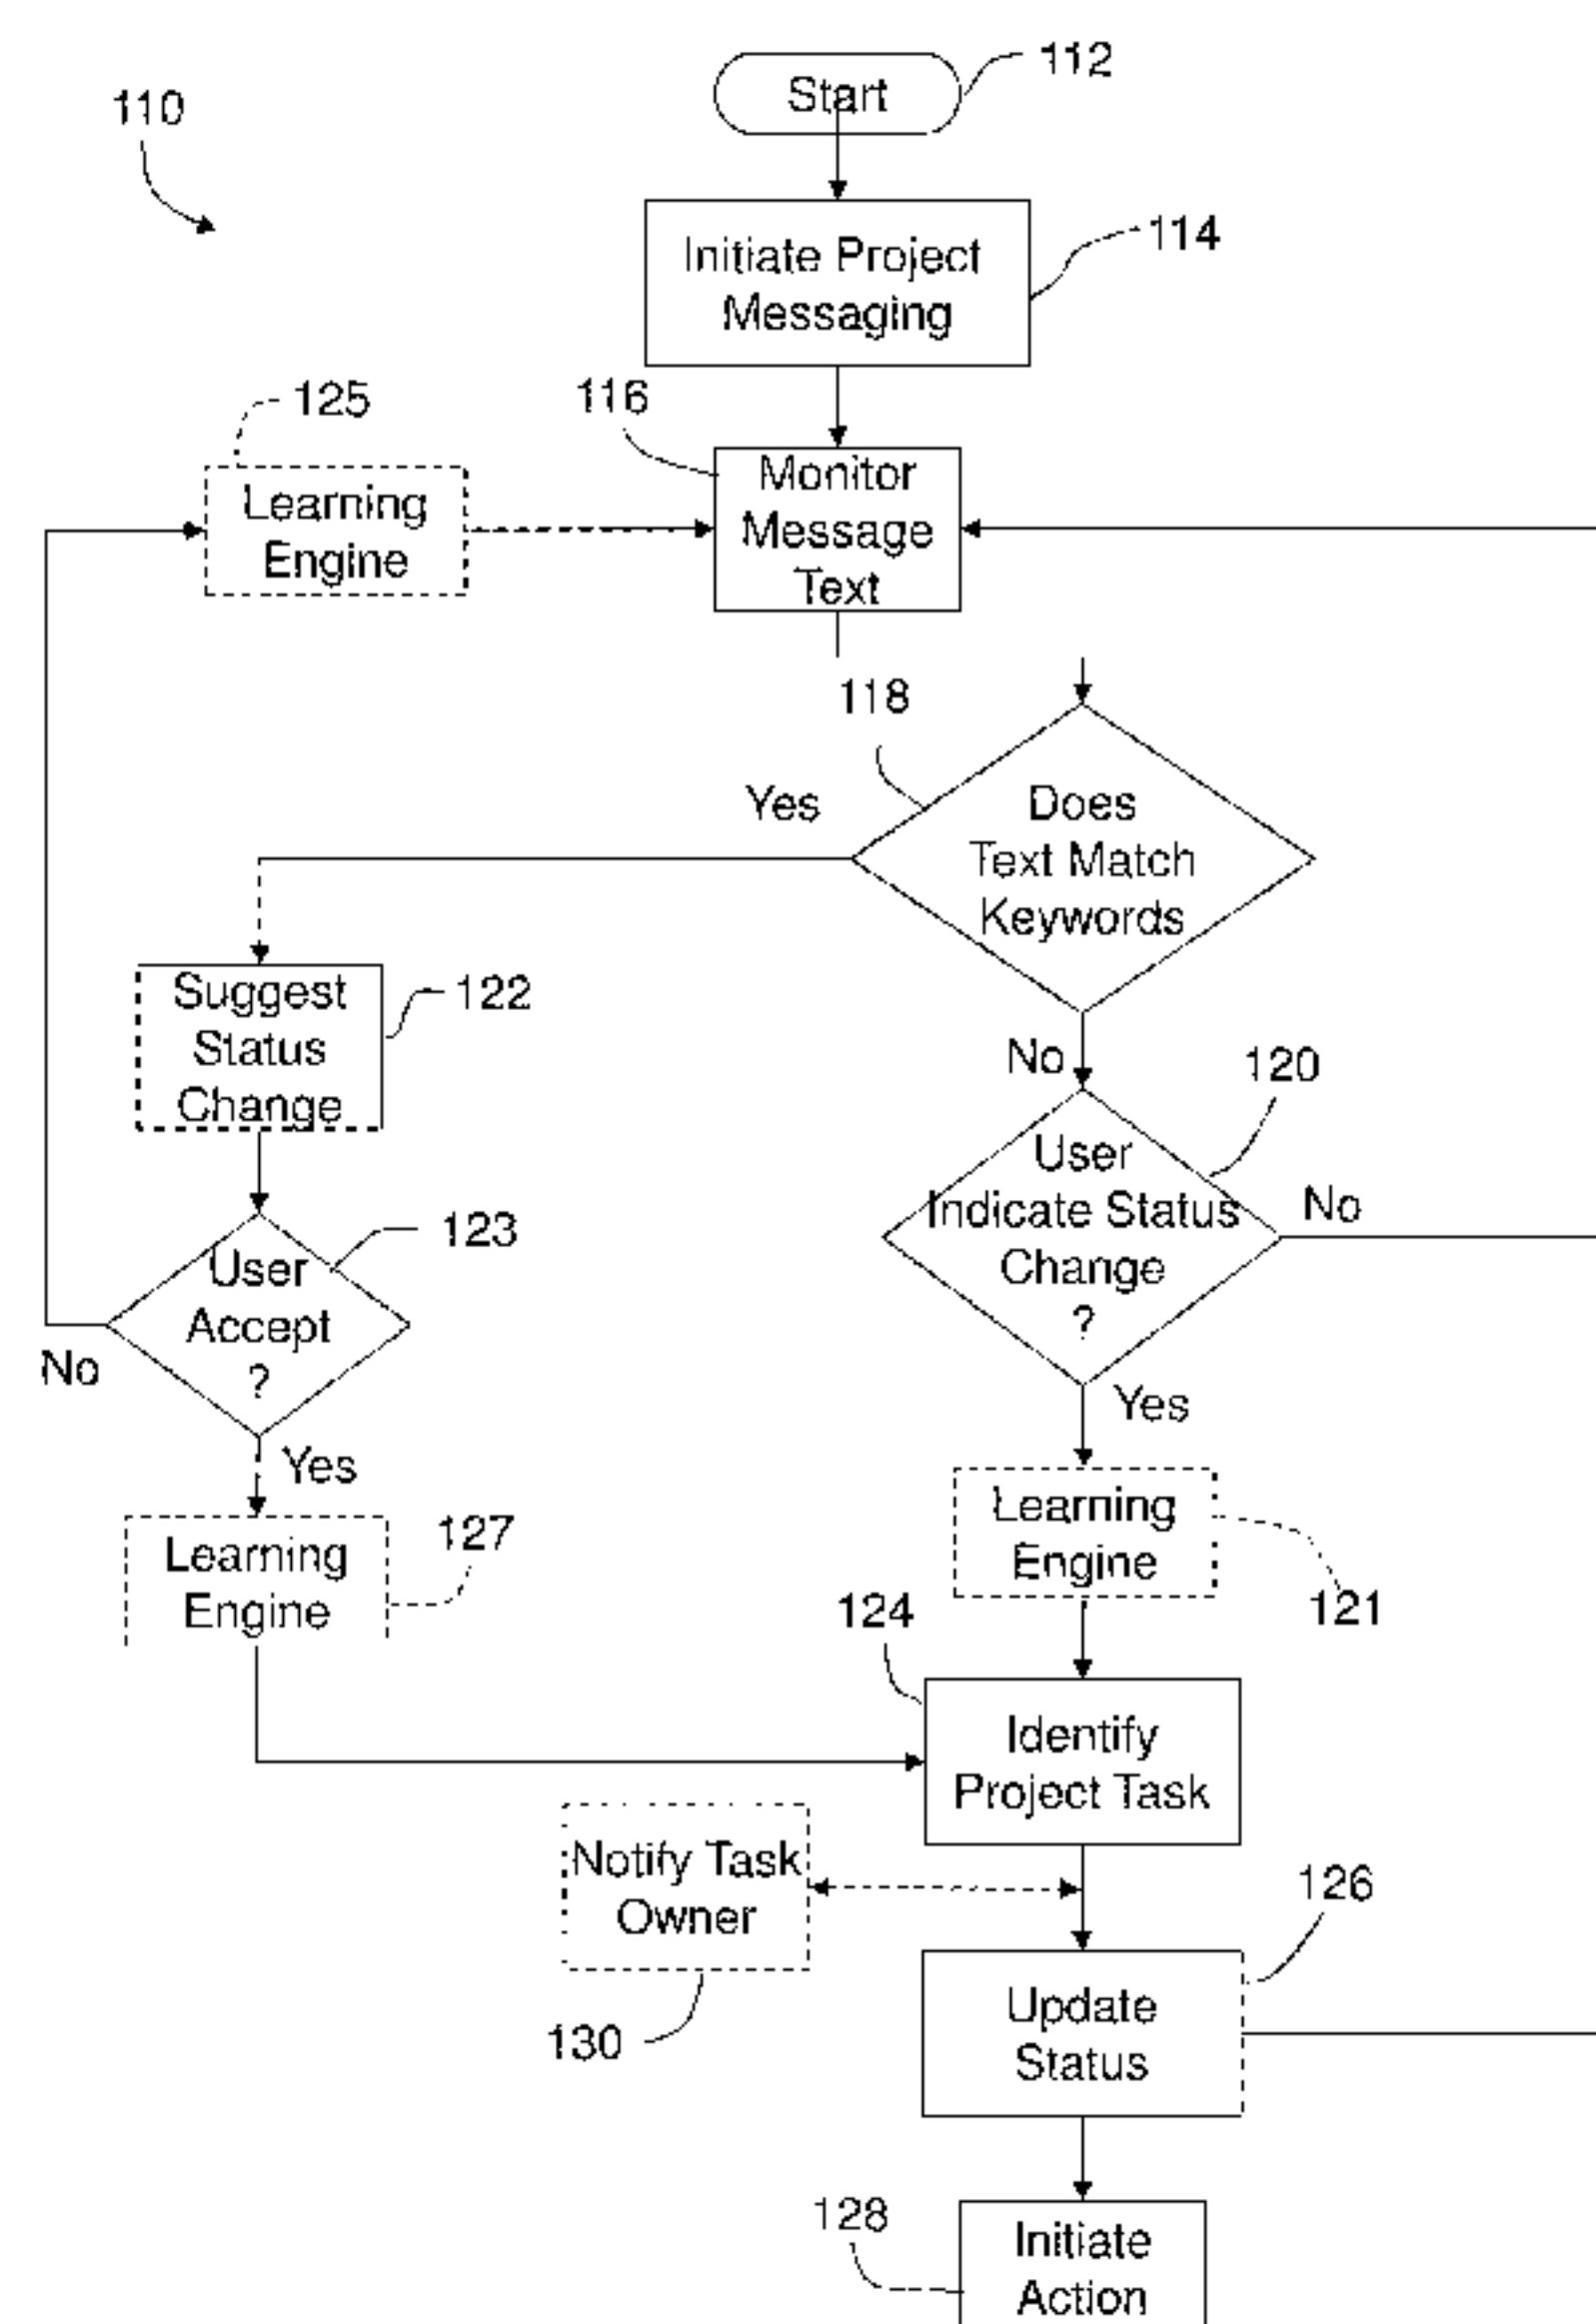 112
Start
110
114
Initiate Project
Messaging
125
116
Learning
Engine
Monitor
Message
Text
118
Yes
Does
Text Match
Keywords
Suggest
Status
Change
122
No
120
User
Indicate Status
Change
?
No
123
User
Accept
?
No
Yes
Yes
Learning
Engine
127
Learning
Engine
121
124
Identify
Project Task
Notify Task
Owner
126
130
Update
Status
128
Initiate
Action